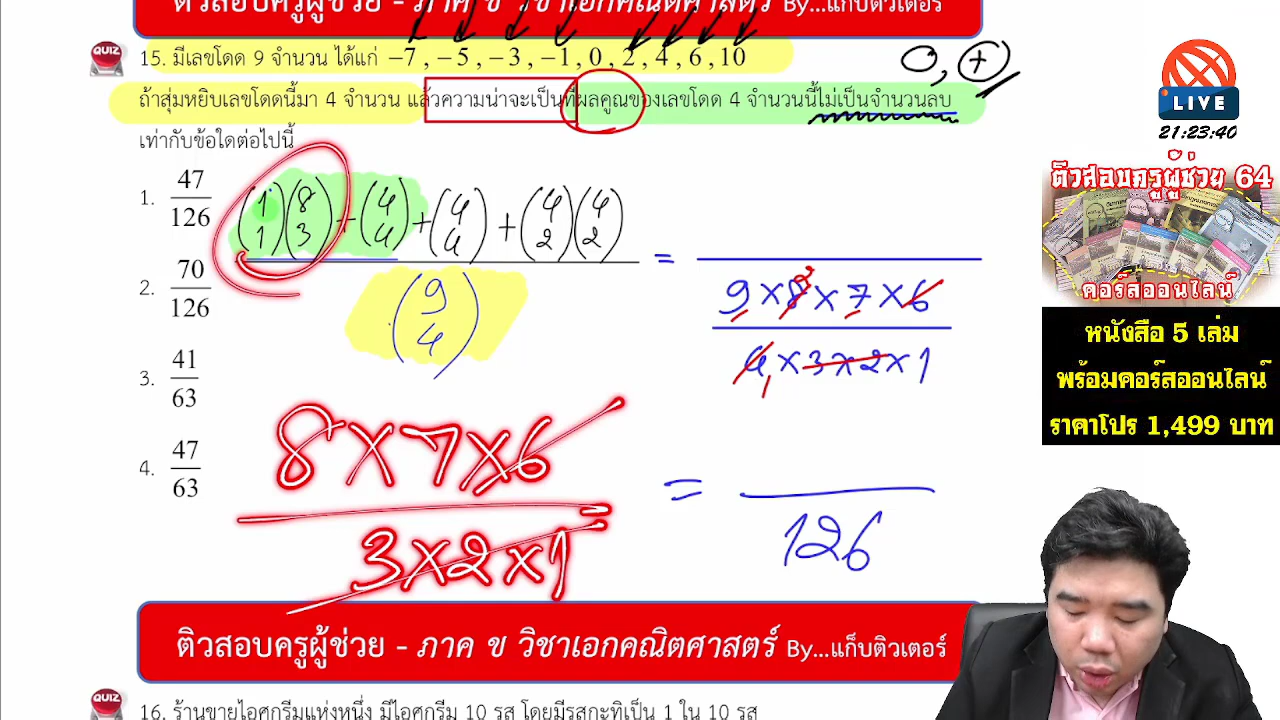 ติวสอบครูผู้ช่วย - ภาค ข วิชาเอกคณิตศาสตร์ By...แก็บติวเตอร์
QUIZ
15. มีเลขโดด 9 จำนวน ได้แก่ −7 , −5 , −3 , −1 , 0 , 2 , 4 , 6 , 10
0, +
ถ้าสุ่มหยิบเลขโดดนี้มา 4 จำนวน แล้วความน่าจะเป็นที่ผลคูณของเลขโดด 4 จำนวนนี้ไม่เป็นจำนวนลบ
เท่ากับข้อใดต่อไปนี้
1. 47/126
2. 70/126
3. 41/63
4. 47/63
(1 1)(8 3) + (4 4) + (4 4) + (4 2)(4 2) =
(9 4)
9 × 8 × 7 × 6
4 × 3 × 2 × 1
8 × 7 × 6
3 × 2 × 1
=
126
LIVE
21:23:40
ติวสอบครูผู้ช่วย 64
คอร์สออนไลน์
หนังสือ 5 เล่ม
พร้อมคอร์สออนไลน์
ราคาโปร 1,499 บาท
ติวสอบครูผู้ช่วย - ภาค ข วิชาเอกคณิตศาสตร์ By...แก็บติวเตอร์
QUIZ
16. ร้านขายไอศกรีมแห่งหนึ่ง มีไอศกรีม 10 รส โดยมีรสกะทิเป็น 1 ใน 10 รส